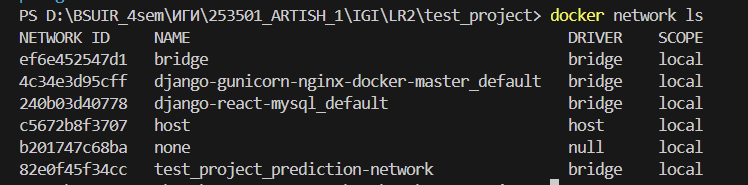 PS D:\BSUIR_4sem\ИГИ\253501_ARTISH_1\IGI\LR2\test_project> docker network ls
NETWORK ID NAME DRIVER SCOPE
ef6e452547d1 bridge bridge local
4c34e3d95cff django-gunicorn-nginx-docker-master_default bridge local
240b03d40778 django-react-mysql_default bridge local
c5672b8f3707 host host local
b201747c68ba none null local
82e0f45f34cc test_project_prediction-network bridge local